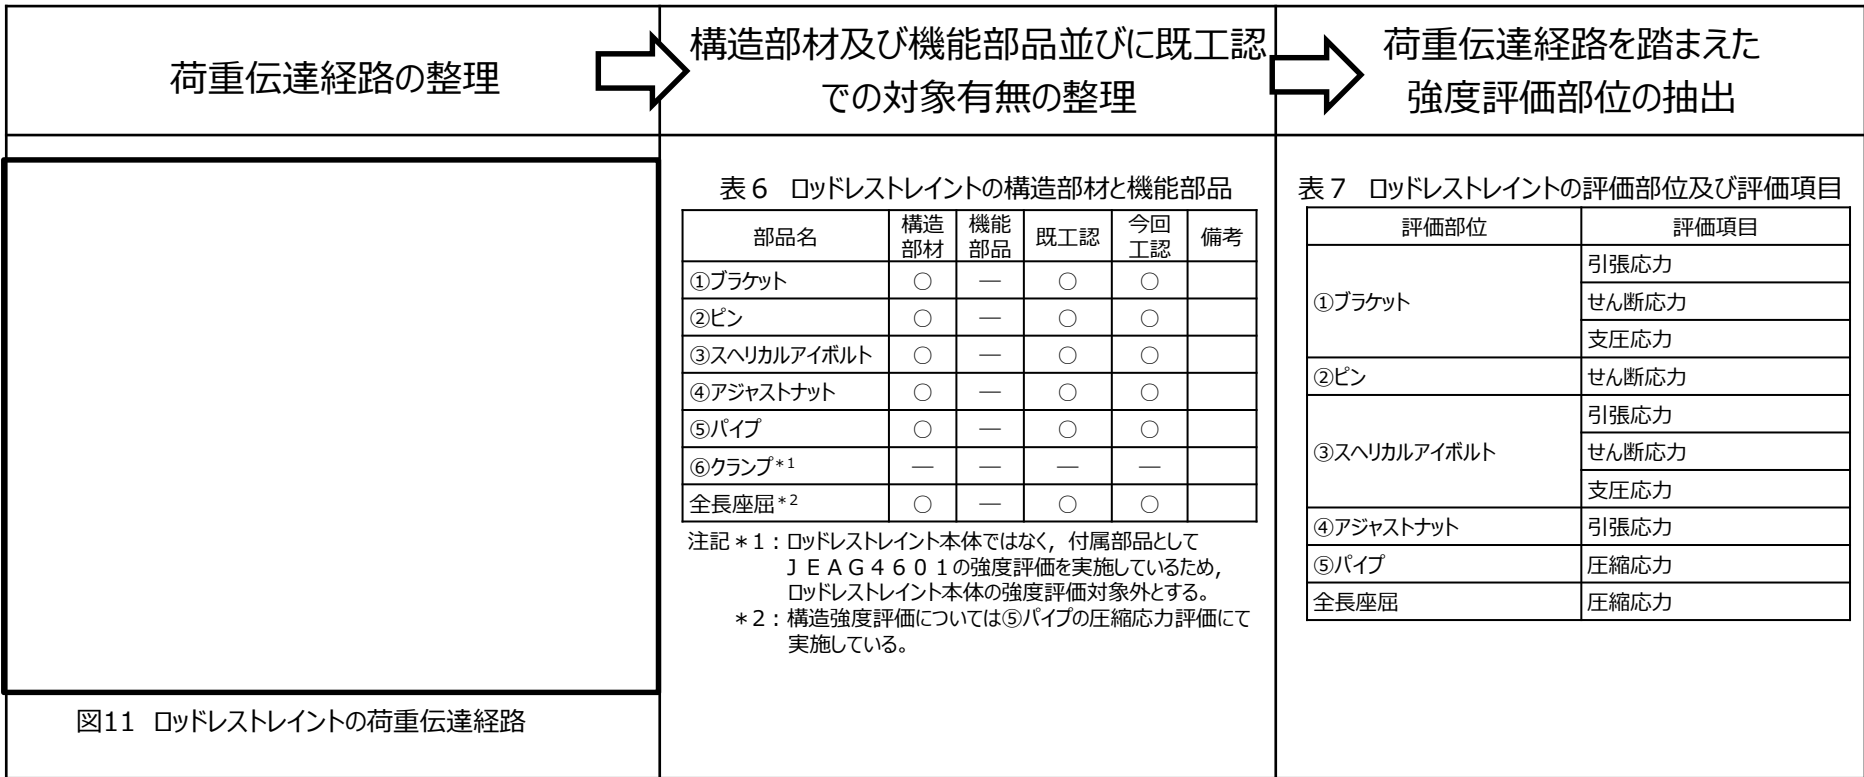 荷重伝達経路の整理
構造部材及び機能部品並びに既工認
での対象有無の整理
荷重伝達経路を踏まえた
強度評価部位の抽出
図11 ロッドレストレイントの荷重伝達経路
表6 ロッドレストレイントの構造部材と機能部品
部品名 構造部材 機能部品 既工認 今回工認 備考
①ブラケット ○ ― ○ ○
②ピン ○ ― ○ ○
③スヘリカルアイボルト ○ ― ○ ○
④アジャストナット ○ ― ○ ○
⑤パイプ ○ ― ○ ○
⑥クランプ*1 ― ― ― ―
全長座屈*2 ○ ― ○ ○
注記*1:ロッドレストレイント本体ではなく,付属部品として
JEAG4601の強度評価を実施しているため,
ロッドレストレイント本体の強度評価対象外とする。
*2:構造強度評価については⑤パイプの圧縮応力評価にて
実施している。
表7 ロッドレストレイントの評価部位及び評価項目
評価部位 評価項目
①ブラケット 引張応力
せん断応力
支圧応力
②ピン せん断応力
③スヘリカルアイボルト 引張応力
せん断応力
支圧応力
④アジャストナット 引張応力
⑤パイプ 圧縮応力
全長座屈 圧縮応力